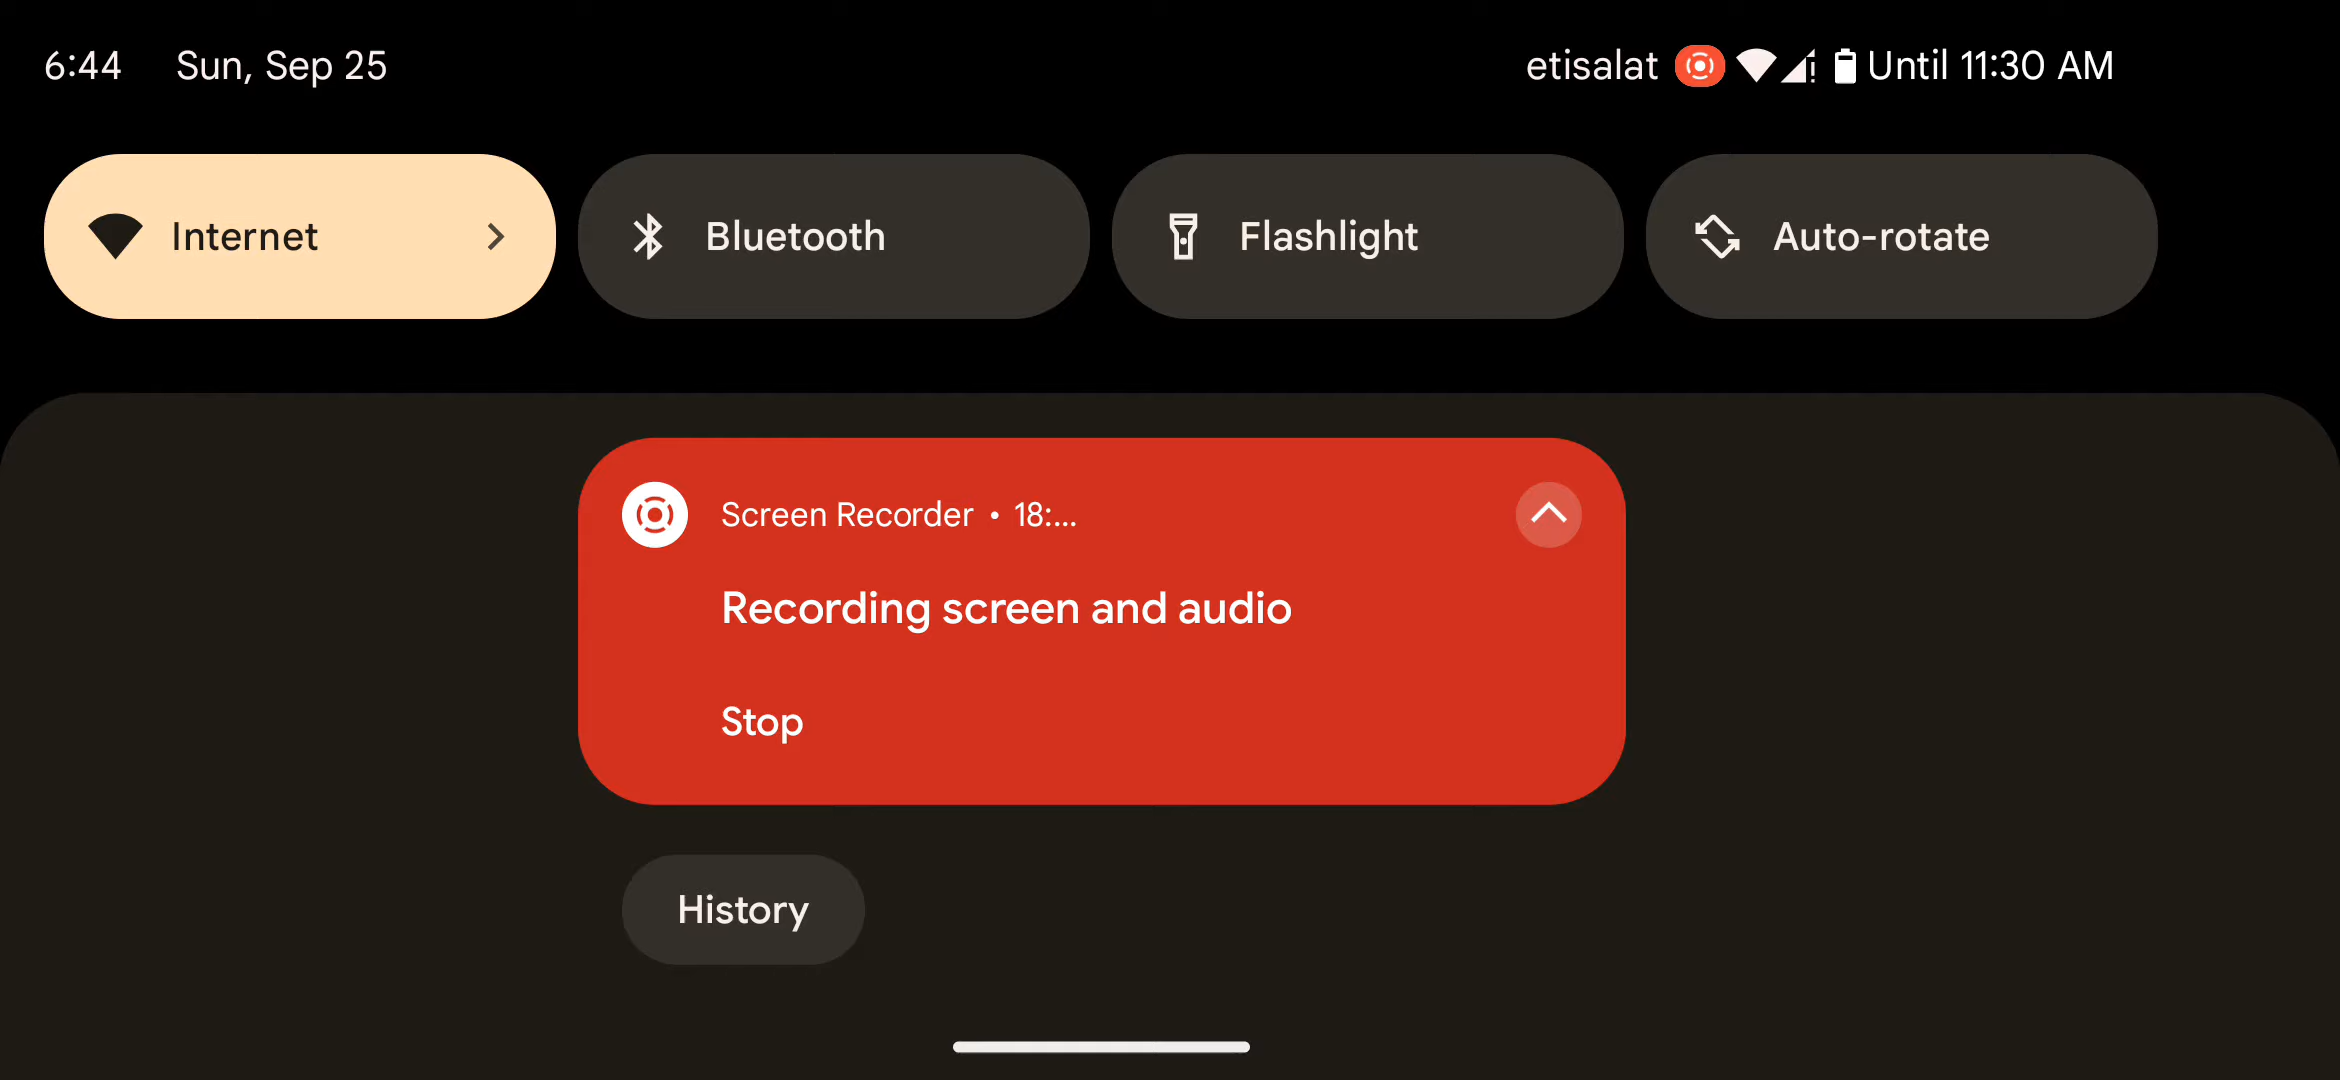 6:44 Sun, Sep 25 etisalat Until 11:30 AM
Internet Bluetooth Flashlight Auto-rotate
Screen Recorder • 18:...
Recording screen and audio
Stop
History